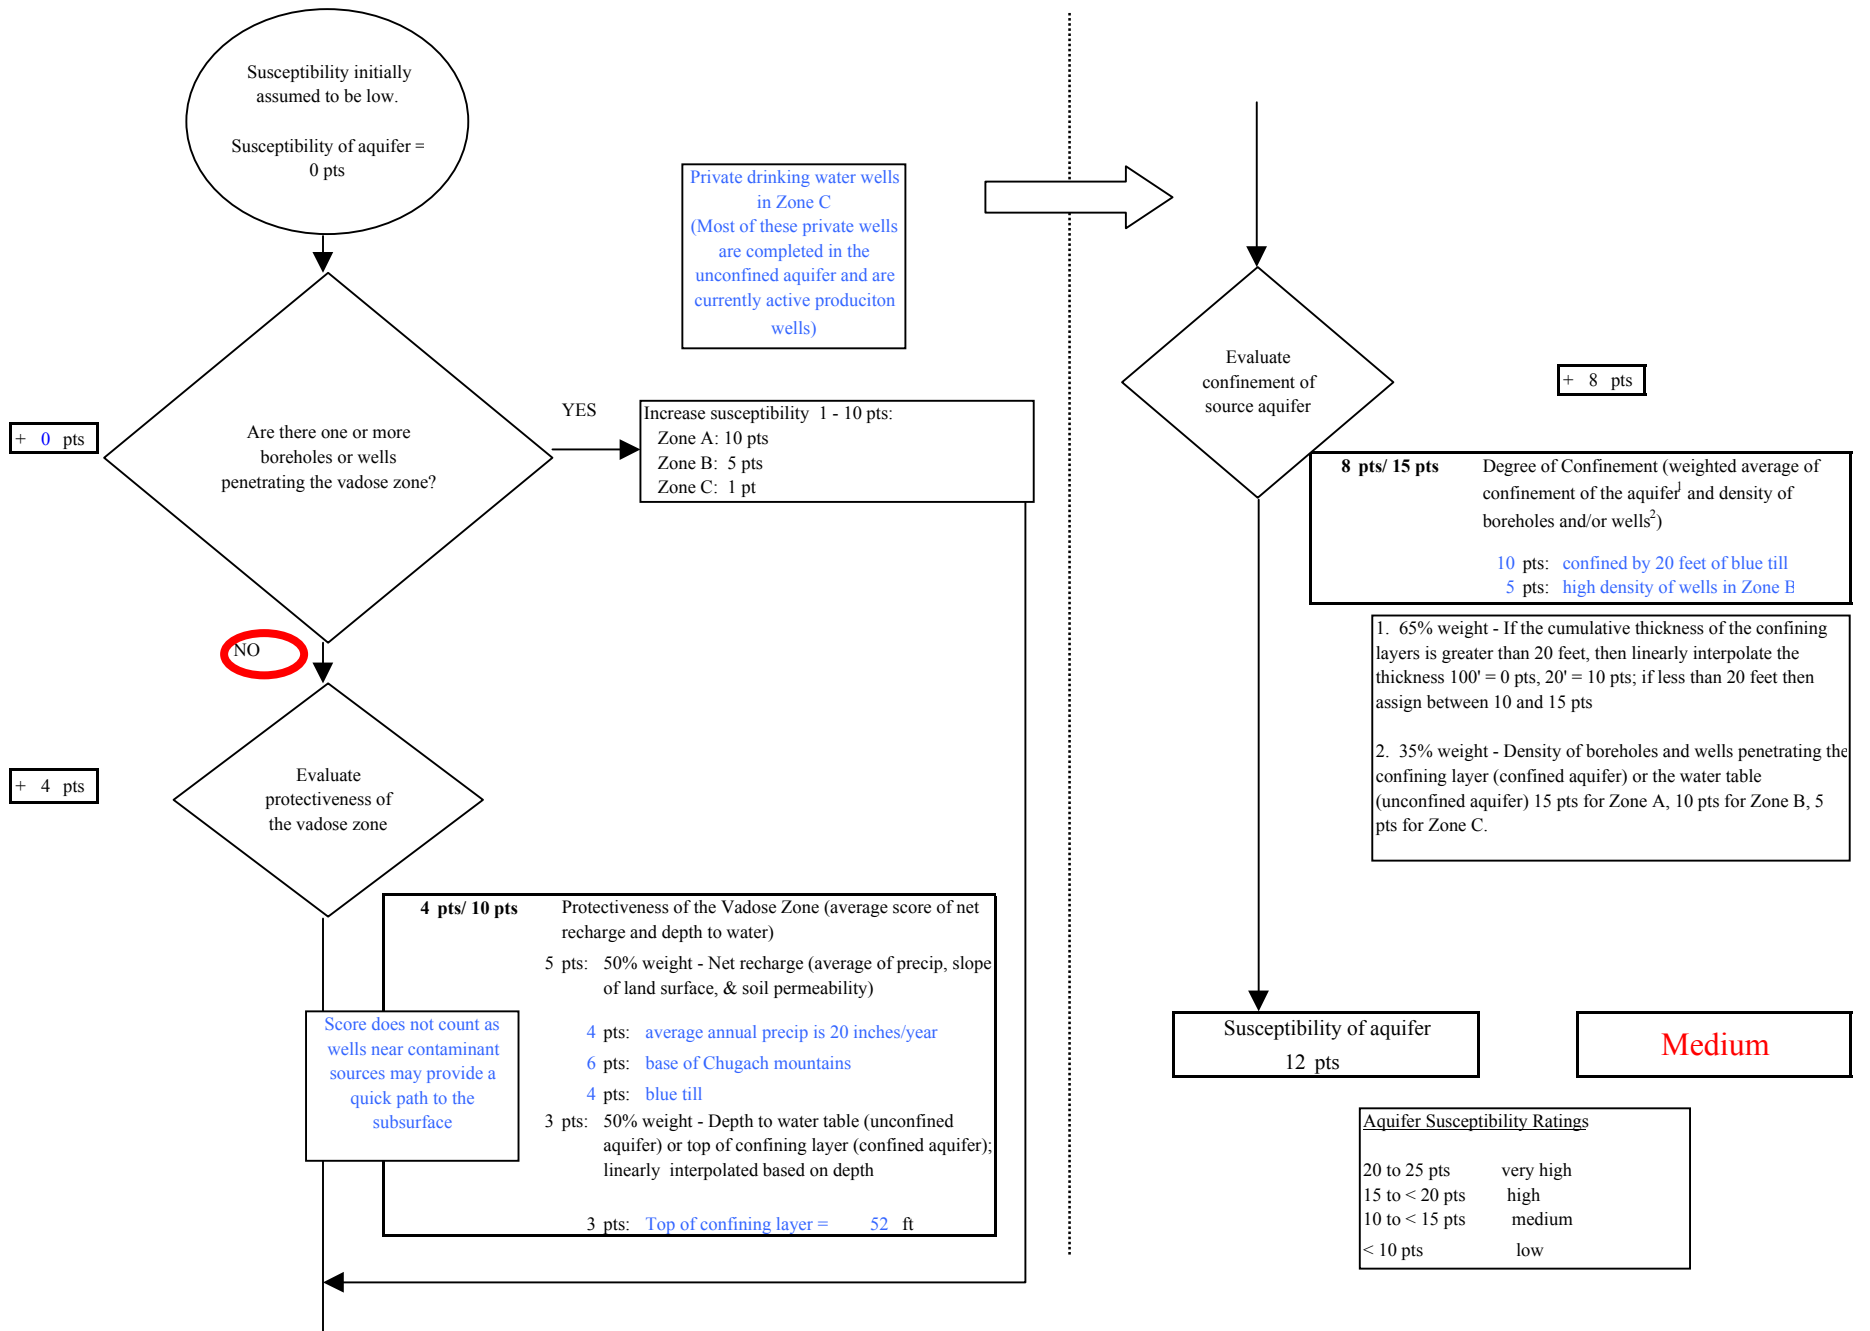 Susceptibility initially
assumed to be low.
Susceptibility of aquifer =
0 pts
Private drinking water wells
in Zone C
(Most of these private wells
are completed in the
unconfined aquifer and are
currently active produciton
wells)
+ 0 pts
Are there one or more
boreholes or wells
penetrating the vadose zone?
YES
Increase susceptibility 1 - 10 pts:
Zone A: 10 pts
Zone B: 5 pts
Zone C: 1 pt
NO
+ 4 pts
Evaluate
protectiveness of
the vadose zone
4 pts/ 10 pts Protectiveness of the Vadose Zone (average score of net
recharge and depth to water)
5 pts: 50% weight - Net recharge (average of precip, slope
of land surface, & soil permeability)
4 pts: average annual precip is 20 inches/year
6 pts: base of Chugach mountains
4 pts: blue till
3 pts: 50% weight - Depth to water table (unconfined
aquifer) or top of confining layer (confined aquifer);
linearly interpolated based on depth
3 pts: Top of confining layer = 52 ft
Score does not count as
wells near contaminant
sources may provide a
quick path to the
subsurface
Evaluate
confinement of
source aquifer
+ 8 pts
8 pts/ 15 pts Degree of Confinement (weighted average of
confinement of the aquifer1 and density of
boreholes and/or wells2)
10 pts: confined by 20 feet of blue till
5 pts: high density of wells in Zone B
1. 65% weight - If the cumulative thickness of the confining
layers is greater than 20 feet, then linearly interpolate the
thickness 100' = 0 pts, 20' = 10 pts; if less than 20 feet then
assign between 10 and 15 pts
2. 35% weight - Density of boreholes and wells penetrating the
confining layer (confined aquifer) or the water table
(unconfined aquifer) 15 pts for Zone A, 10 pts for Zone B, 5
pts for Zone C.
Susceptibility of aquifer
12 pts
Medium
Aquifer Susceptibility Ratings
20 to 25 pts very high
15 to < 20 pts high
10 to < 15 pts medium
< 10 pts low